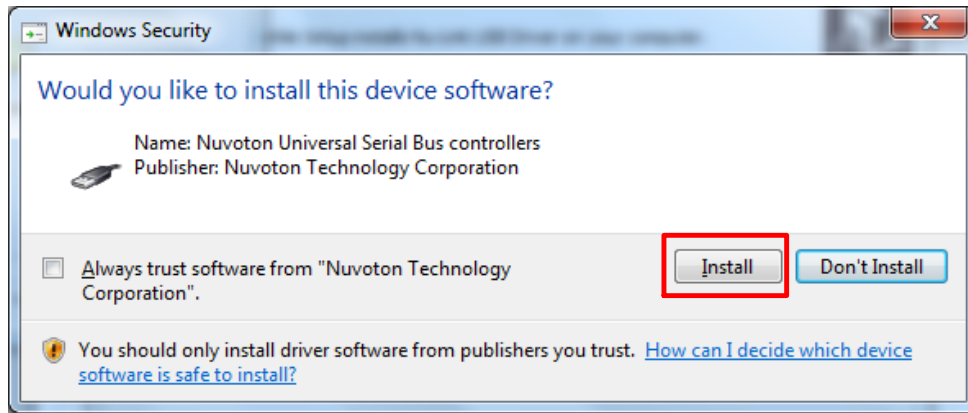 Windows Security
Would you like to install this device software?
Name: Nuvoton Universal Serial Bus controllers
Publisher: Nuvoton Technology Corporation
Always trust software from "Nuvoton Technology
Corporation".
Install
Don't Install
You should only install driver software from publishers you trust. How can I decide which device
software is safe to install?